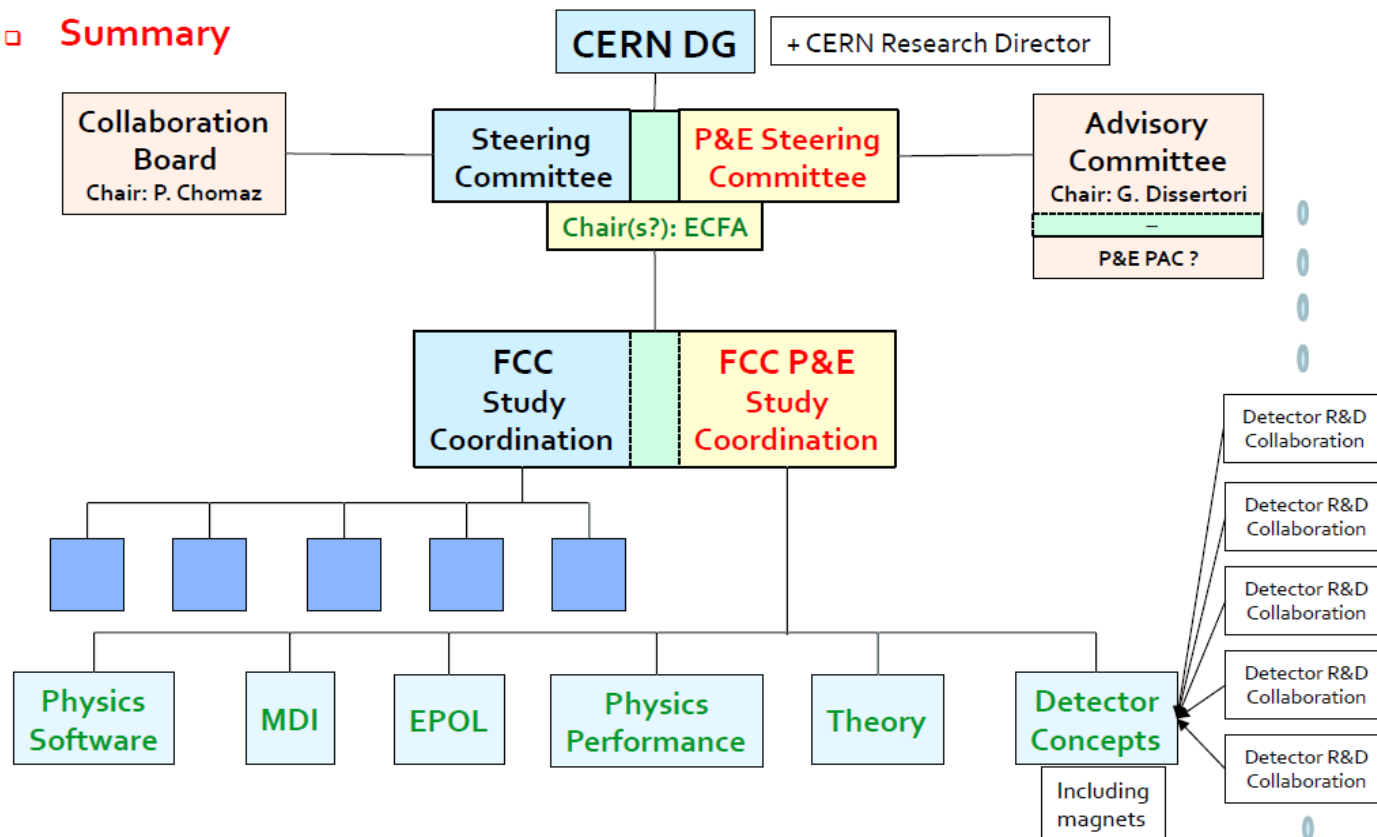 Summary
CERN DG
+ CERN Research Director
Collaboration
Board
Chair: P. Chomaz
Steering
Committee
P&E Steering
Committee
Chair(s?): ECFA
Advisory
Committee
Chair: G. Dissertori
–
P&E PAC ?
FCC
Study
Coordination
FCC P&E
Study
Coordination
Detector R&D
Collaboration
Detector R&D
Collaboration
Detector R&D
Collaboration
Detector R&D
Collaboration
Detector R&D
Collaboration
Physics
Software
MDI
EPOL
Physics
Performance
Theory
Detector
Concepts
Including
magnets